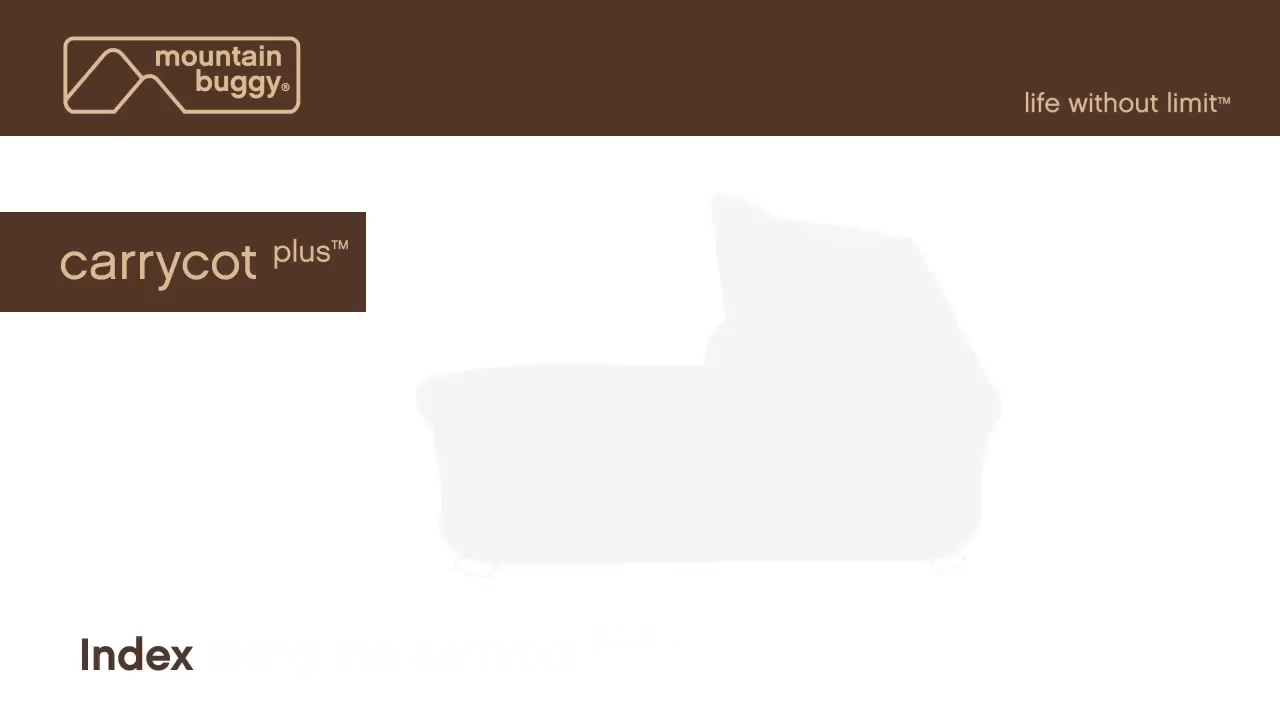 mountain
buggy®
life without limit™
carrycot plus™
Index